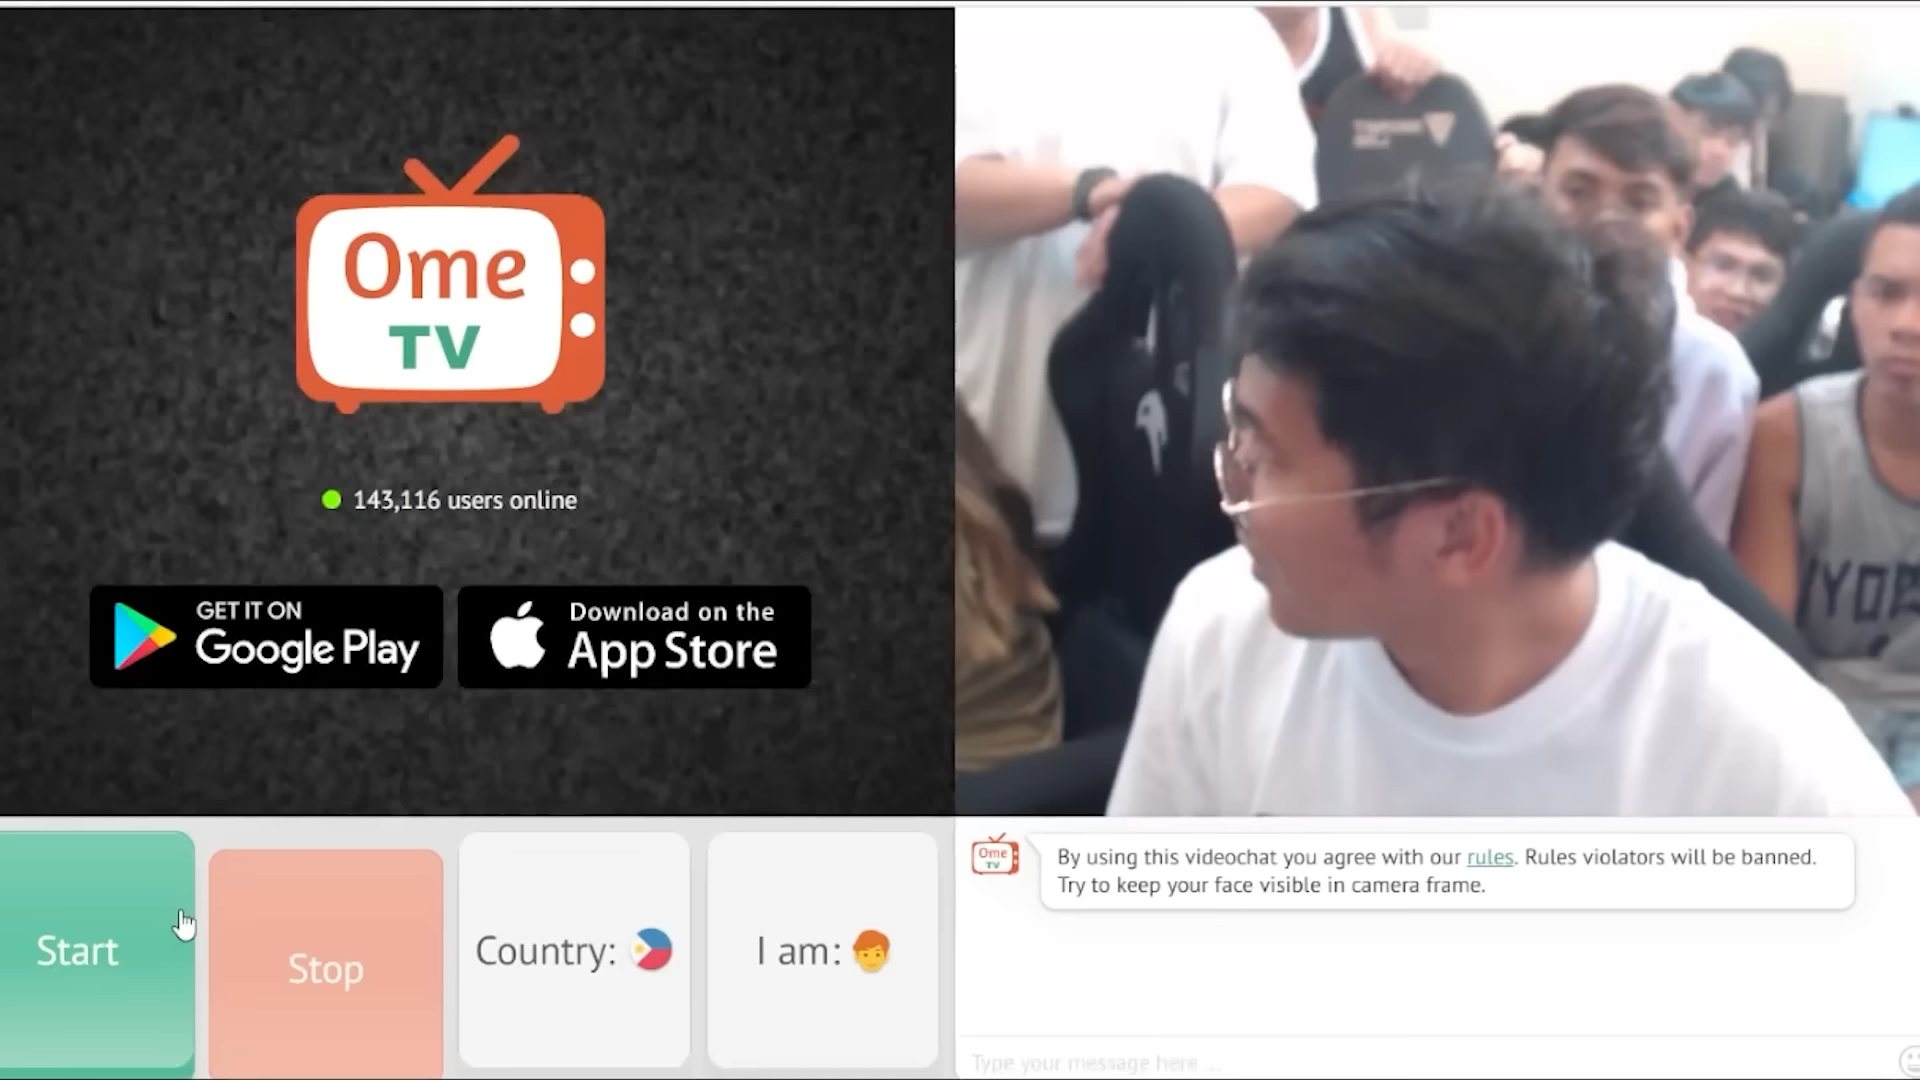 Ome
TV
143,116 users online
GET IT ON
Google Play
Download on the
App Store
Start
Stop
Country:
I am:
Ome
TV
By using this videochat you agree with our rules. Rules violators will be banned.
Try to keep your face visible in camera frame.
Type your message here ...